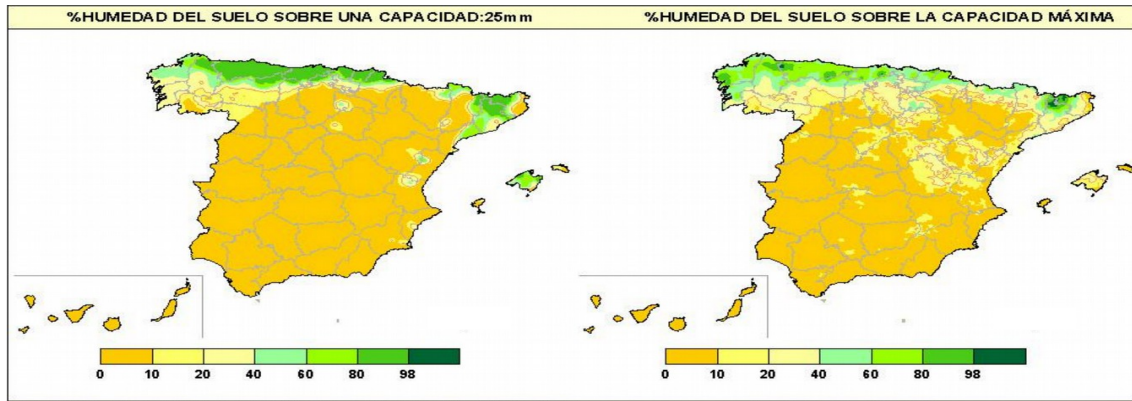 %HUMEDAD DEL SUELO SOBRE UNA CAPACIDAD:25mm
%HUMEDAD DEL SUELO SOBRE LA CAPACIDAD MÁXIMA
0 10 20 40 60 80 98
0 10 20 40 60 80 98